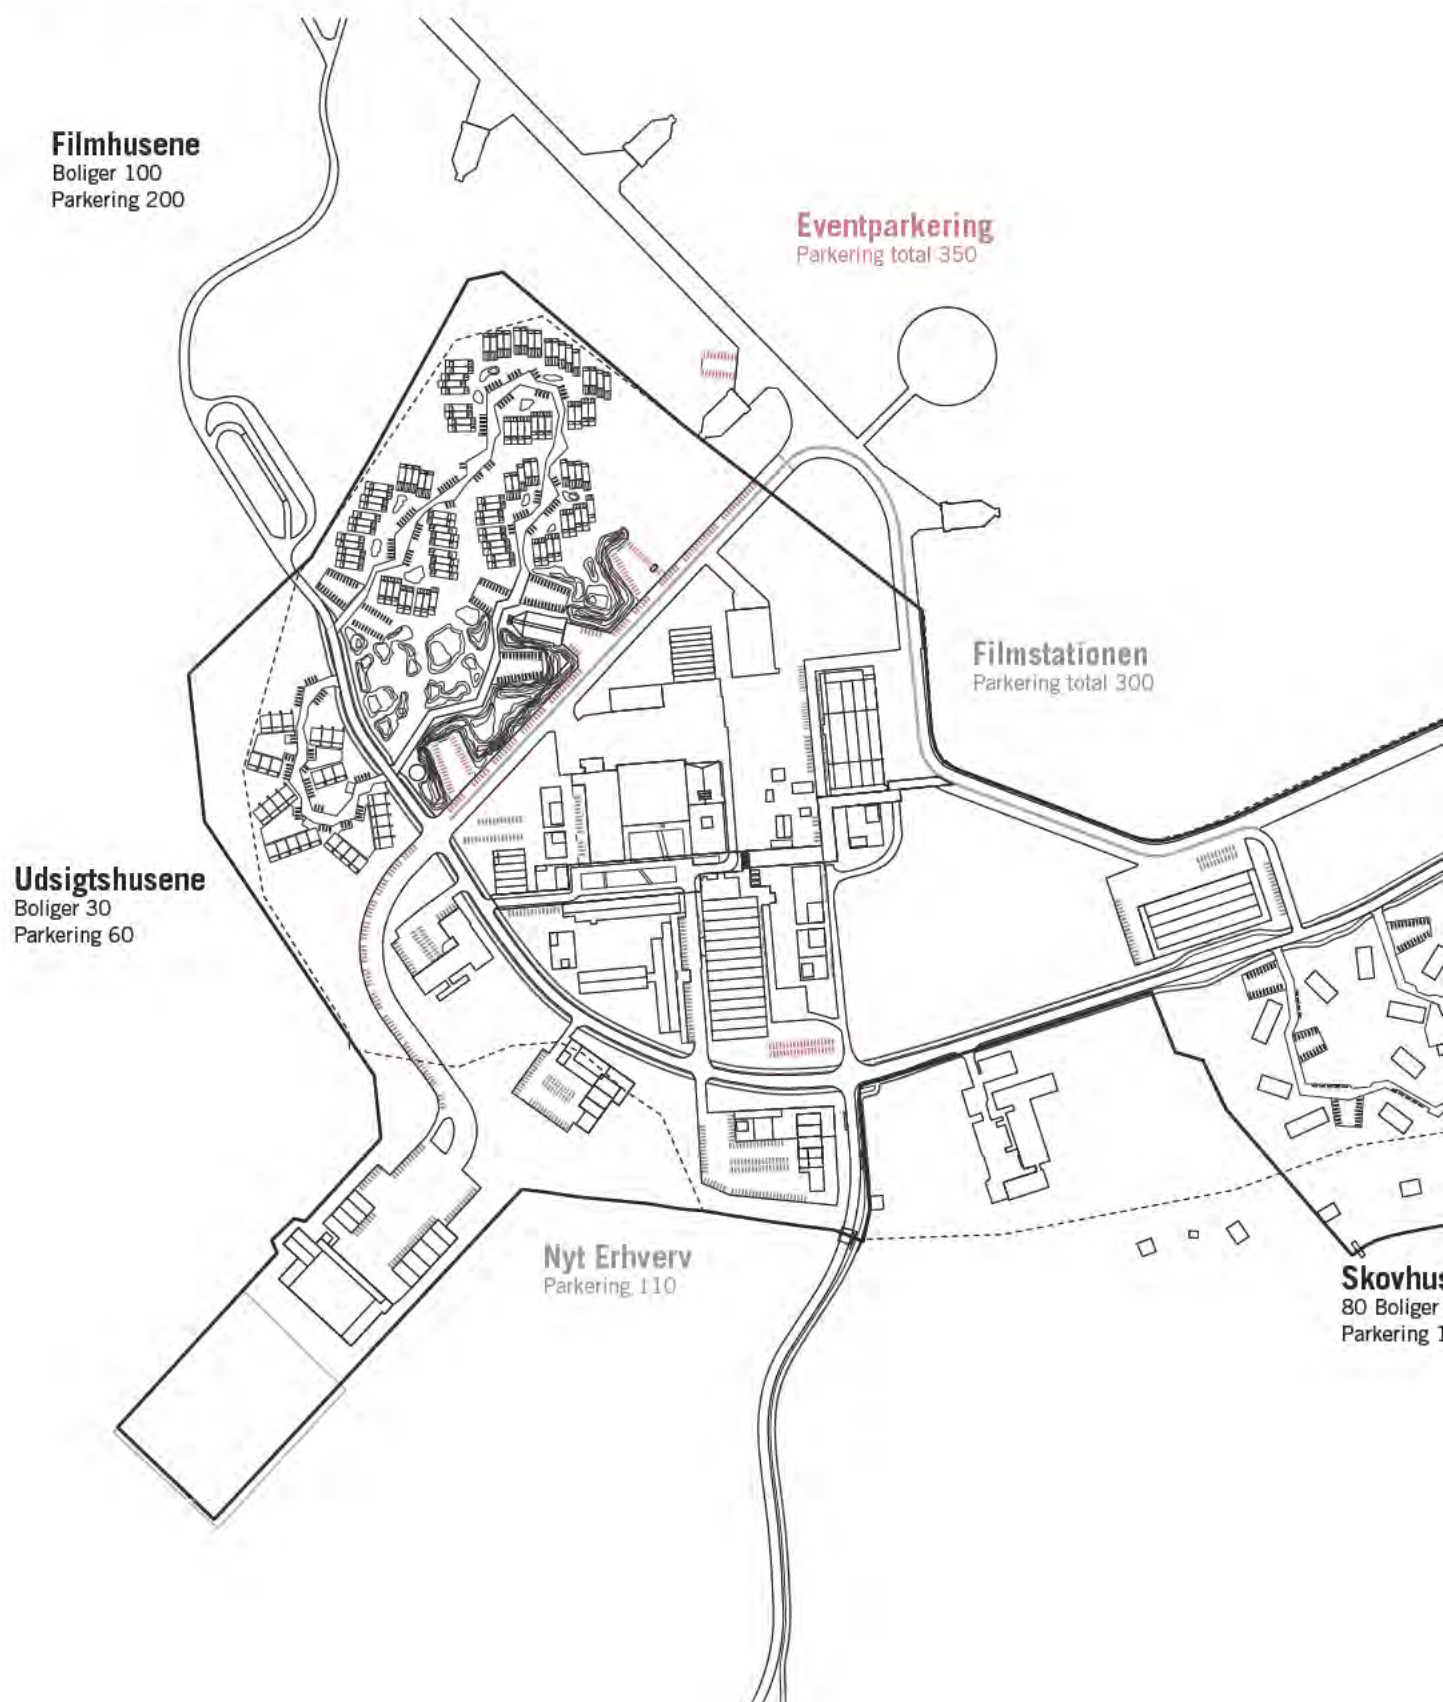 Filmhusene
Boliger 100
Parkering 200
Eventparkering
Parkering total 350
Filmstationen
Parkering total 300
Udsigtshusene
Boliger 30
Parkering 60
Nyt Erhverv
Parkering 110
80 Boliger
Parkering